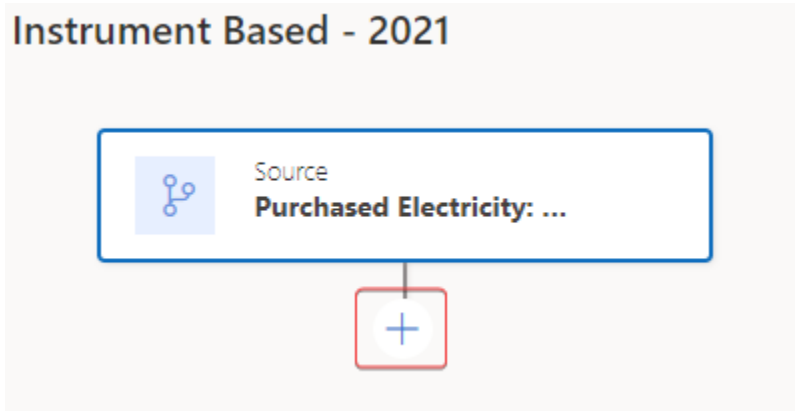 Instrument Based - 2021
Source
Purchased Electricity: ...